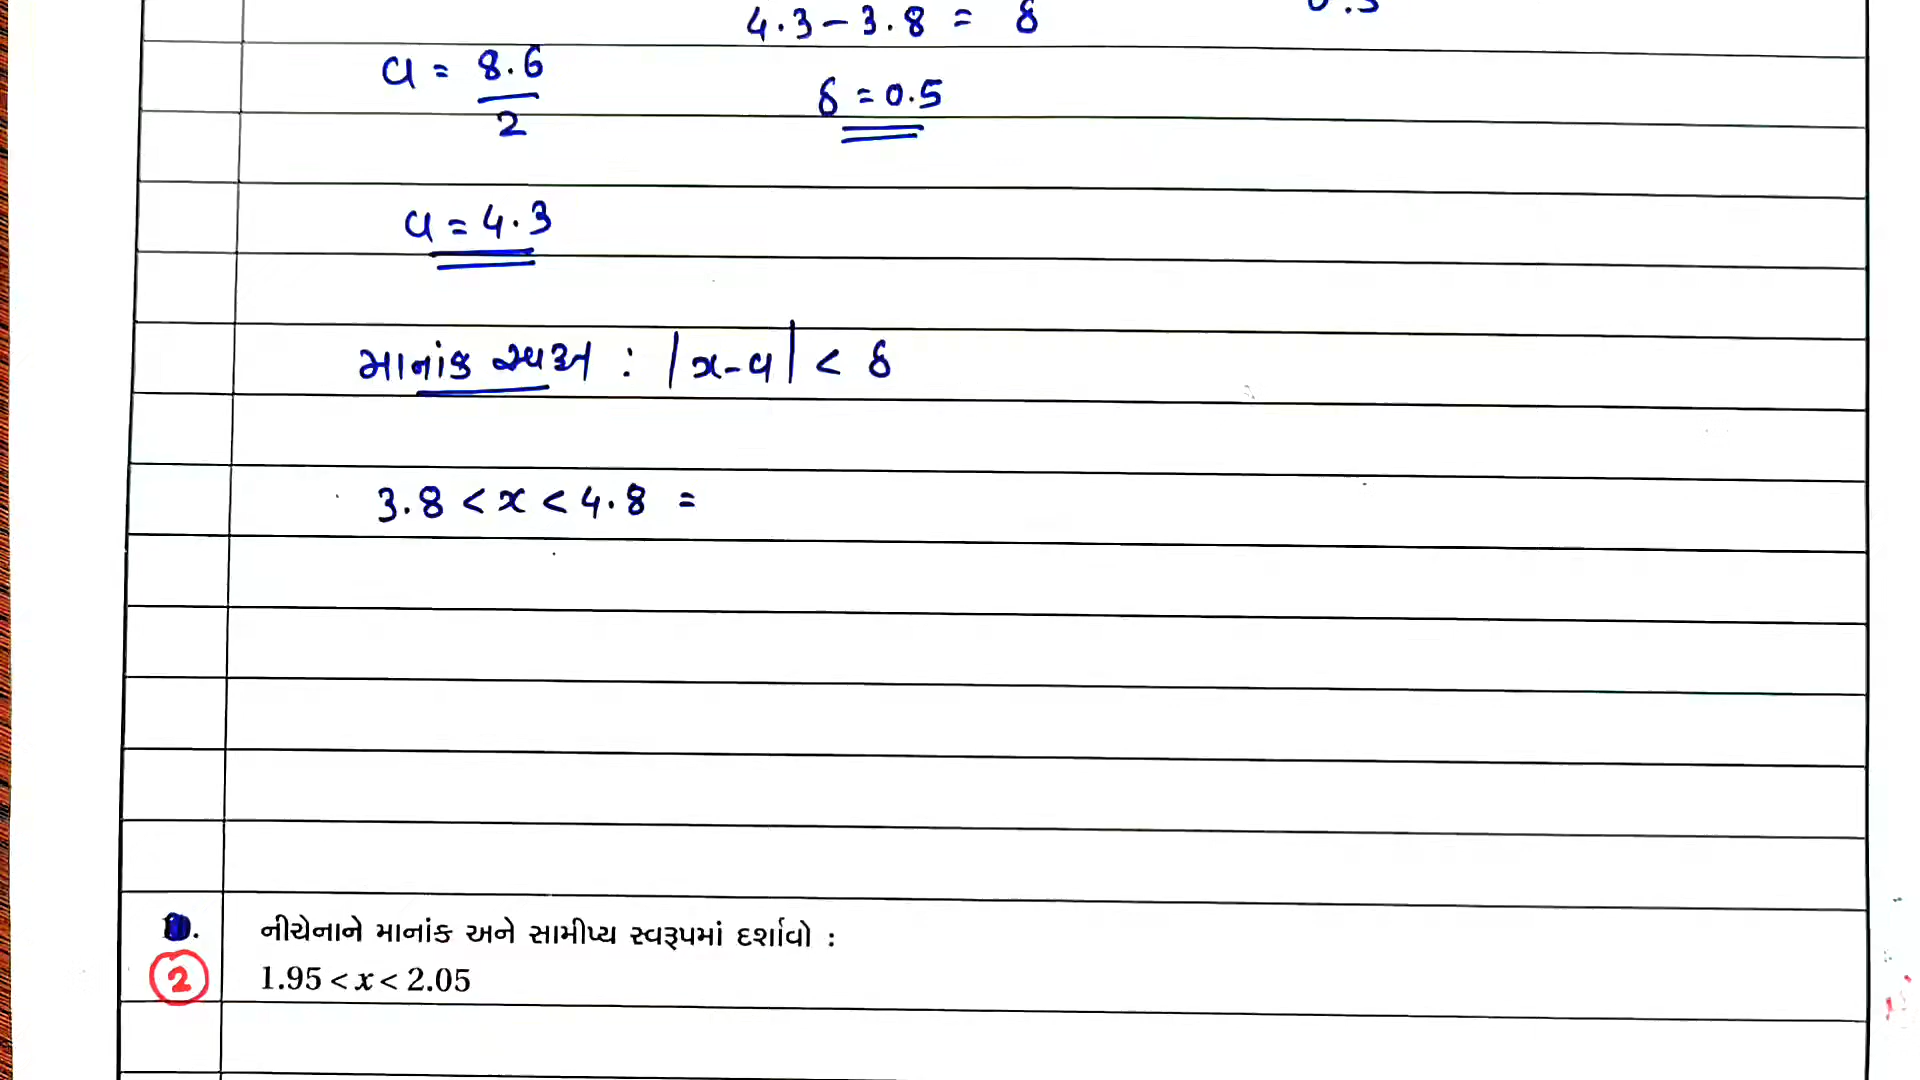 4.3 – 3.8 = δ
a = 8.6
2
δ = 0.5
a = 4.3
માનાંક સ્વરૂપ : |x - a| < δ
3.8 < x < 4.8 =
નીચેનાને માનાંક અને સામીપ્ય સ્વરૂપમાં દર્શાવો :
2
1.95 < x < 2.05